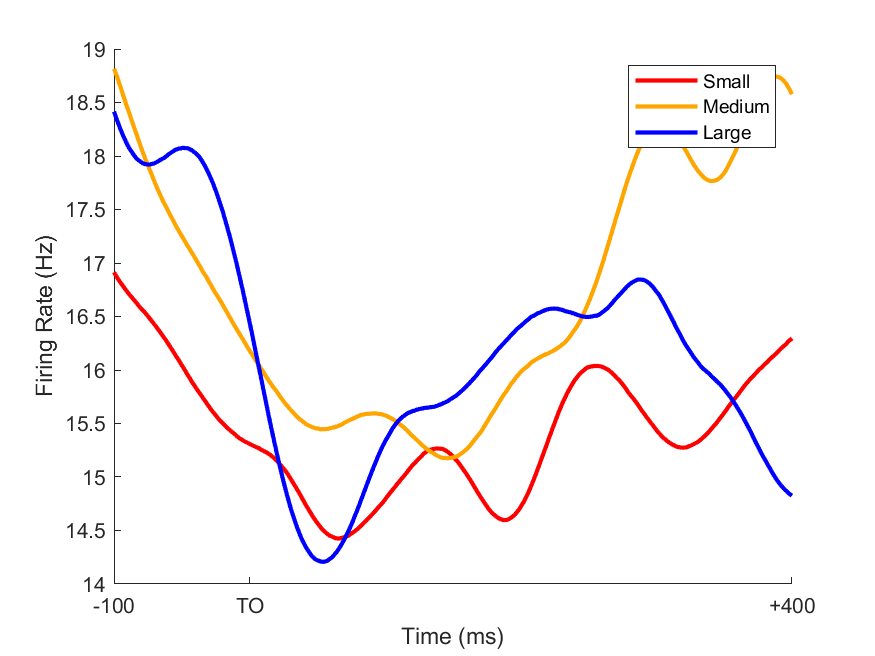 19
18.5
18
17.5
17
16.5
16
15.5
15
14.5
14
Firing Rate (Hz)
Small
Medium
Large
-100 TO +400
Time (ms)